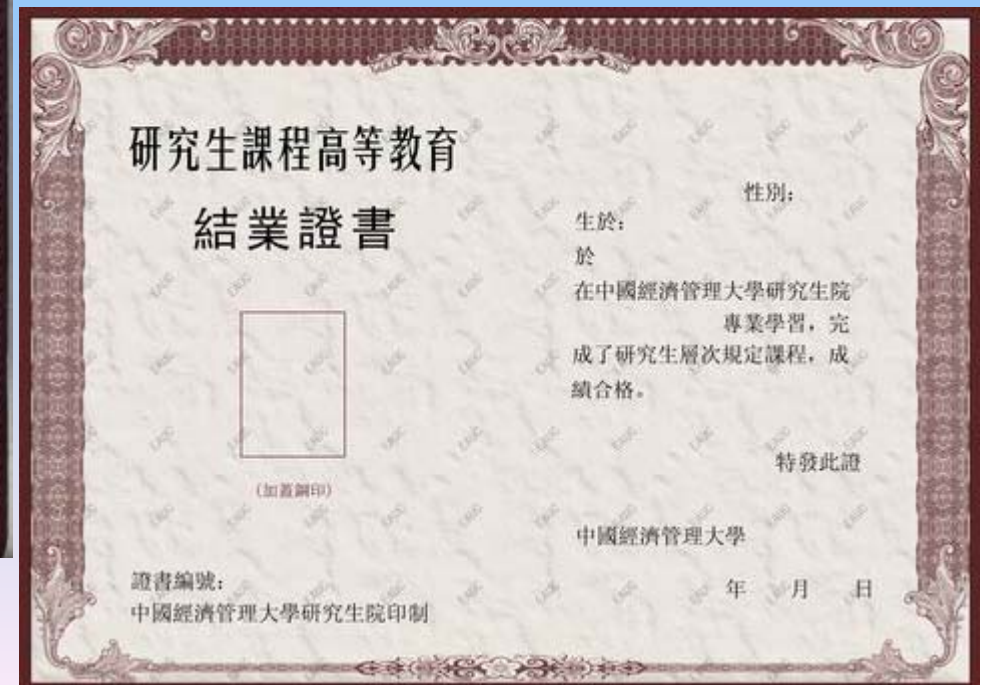 研究生課程高等教育
結業證書
(加蓋鋼印)
證書編號：
中國經濟管理大學研究生院印制
性別：
生於：
於
在中國經濟管理大學研究生院
專業學習，完
成了研究生層次規定課程，成
績合格。
特發此證
中國經濟管理大學
年 月 日